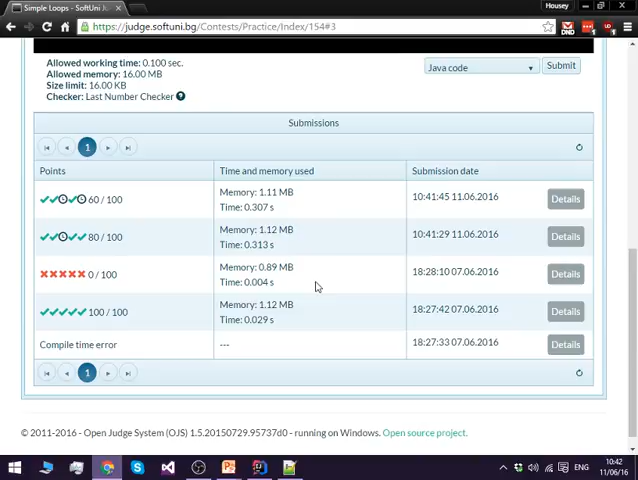 Simple Loops - SoftUni J
Housey
https://judge.softuni.bg/Contests/Practice/Index/154#3
DND
Allowed working time: 0.100 sec.
Allowed memory: 16.00 MB
Size limit: 16.00 KB
Checker: Last Number Checker
Java code
Submit
Submissions
1
Points
Time and memory used
Submission date
60 / 100
Memory: 1.11 MB
Time: 0.307 s
10:41:45 11.06.2016
Details
80 / 100
Memory: 1.12 MB
Time: 0.313 s
10:41:29 11.06.2016
Details
0 / 100
Memory: 0.89 MB
Time: 0.004 s
18:28:10 07.06.2016
Details
100 / 100
Memory: 1.12 MB
Time: 0.029 s
18:27:42 07.06.2016
Details
Compile time error
---
18:27:33 07.06.2016
Details
1
© 2011-2016 - Open Judge System (OJS) 1.5.20150729.95737d0 - running on Windows. Open source project.
ENG
10:42
11/06/16